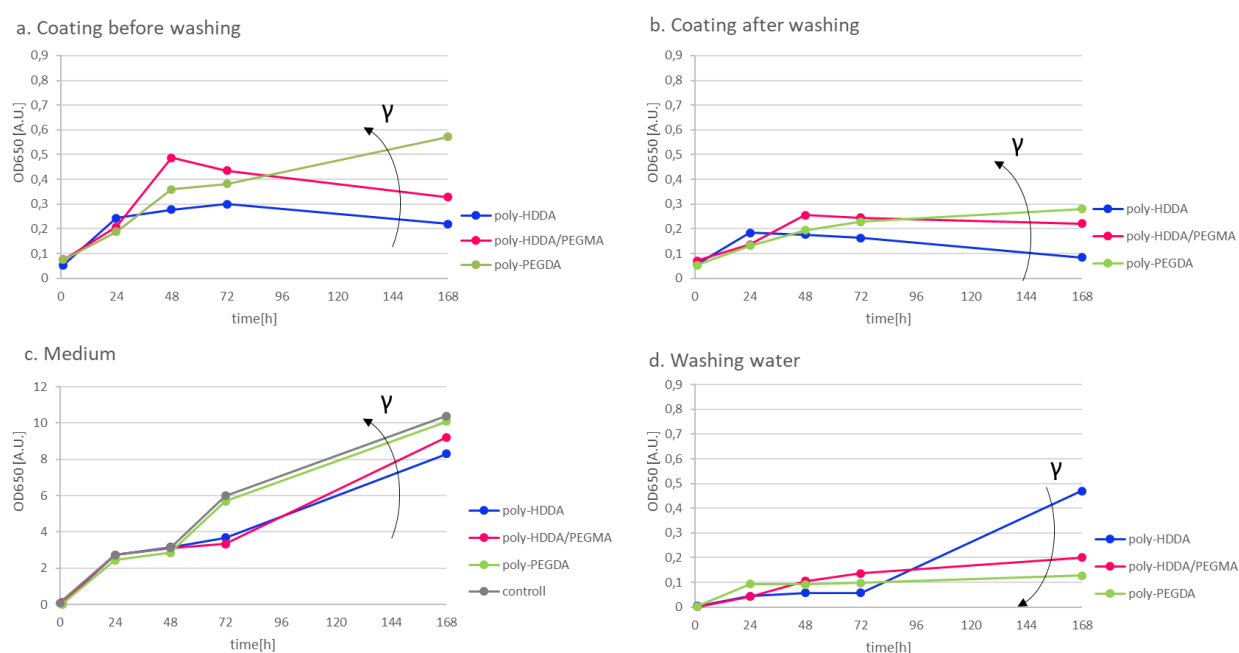 a. Coating before washing
0,9
0,8
0,7
0,6
0,5
0,4
0,3
0,2
0,1
0
OD650 [A.U.]
0 24 48 72 96 120 144 168
time[h]
γ
poly-HDDA
poly-HDDA/PEGMA
poly-PEGDA
b. Coating after washing
0,9
0,8
0,7
0,6
0,5
0,4
0,3
0,2
0,1
0
OD650 [A.U.]
0 24 48 72 96 120 144 168
time[h]
γ
poly-HDDA
poly-HDDA/PEGMA
poly-PEGDA
c. Medium
12
10
8
6
4
2
0
OD650 [A.U.]
0 24 48 72 96 120 144 168
time[h]
γ
poly-HDDA
poly-HDDA/PEGMA
poly-PEGDA
controll
d. Washing water
0,9
0,8
0,7
0,6
0,5
0,4
0,3
0,2
0,1
0
OD650 [A.U.]
0 24 48 72 96 120 144 168
time[h]
γ
poly-HDDA
poly-HDDA/PEGMA
poly-PEGDA